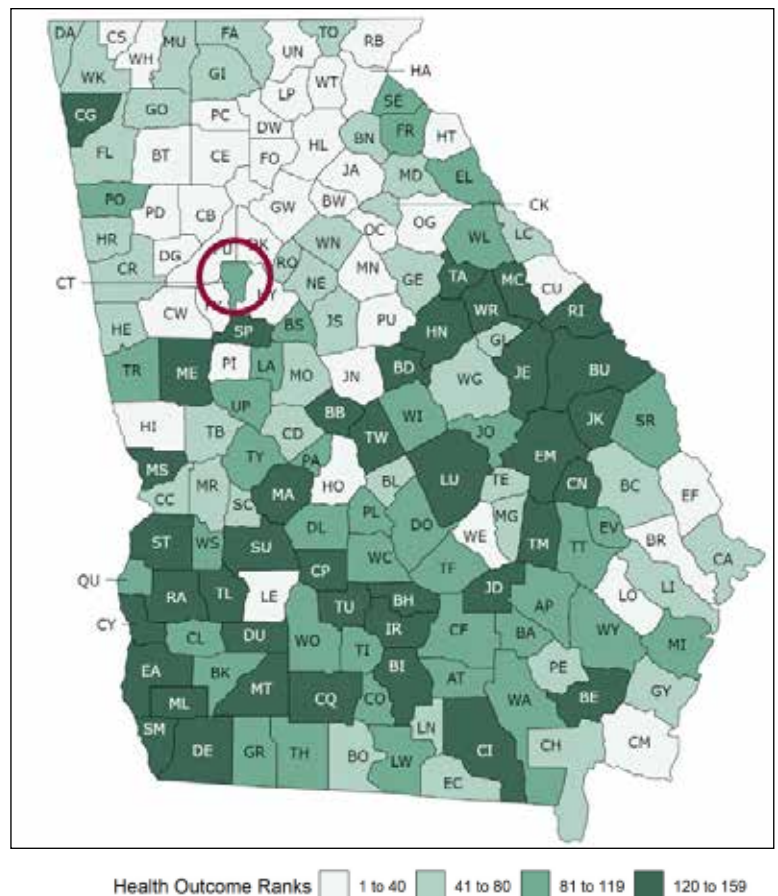 DA CS WH MU FA UN TO RB
WK GI LP WT HA
CG GO PC DW HL BN SE FR HT
FL BT CE FO JA MD EL
PO PD CB GW BW CK
HR DG WN OC OG WL LC
CT CR RO NE MN GE TA MC CU
HE CW BS JS PU HN WR RI
SP GL
TR ME PI LA MO JN BD WG JE BU
UP BB WI JK SR
HI TB CD TW JO
MS TY PA EM
MR MA HO BL LU TE CN BC EF
CC SC MG
ST WS SU DL PL DO WE TM TT EV BR CA
QU CP WC TF LI
RA TL LE TU BH JD AP LO
CY CL DU WO IR CF BA WY MI
EA BK TI BI AT PE
ML MT CQ CO WA BE GY
SM LN
DE GR TH BO LW CI CH CM
EC
Health Outcome Ranks 1 to 40 41 to 80 81 to 119 120 to 159